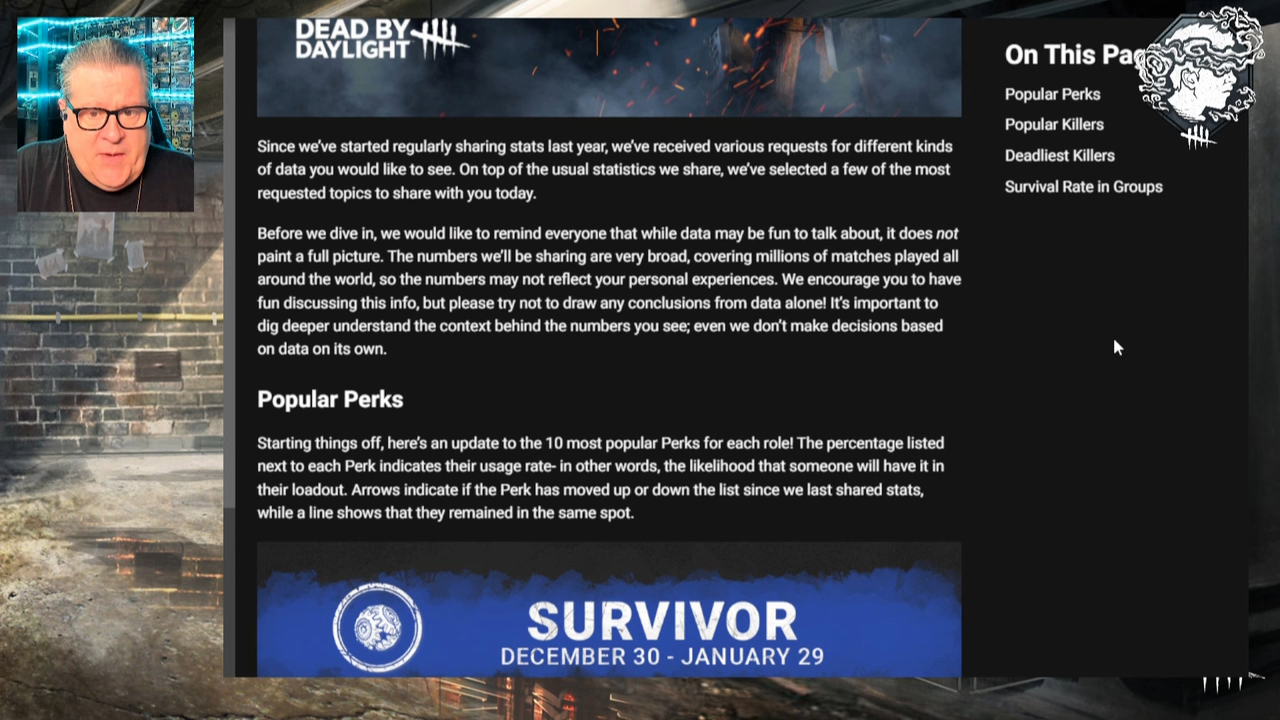 DEAD BY
DAYLIGHT
On This Pag
Popular Perks
Popular Killers
Deadliest Killers
Survival Rate in Groups
Since we've started regularly sharing stats last year, we've received various requests for different kinds
of data you would like to see. On top of the usual statistics we share, we've selected a few of the most
requested topics to share with you today.
Before we dive in, we would like to remind everyone that while data may be fun to talk about, it does not
paint a full picture. The numbers we'll be sharing are very broad, covering millions of matches played all
around the world, so the numbers may not reflect your personal experiences. We encourage you to have
fun discussing this info, but please try not to draw any conclusions from data alone! It's important to
dig deeper understand the context behind the numbers you see; even we don't make decisions based
on data on its own.
Popular Perks
Starting things off, here's an update to the 10 most popular Perks for each role! The percentage listed
next to each Perk indicates their usage rate- in other words, the likelihood that someone will have it in
their loadout. Arrows indicate if the Perk has moved up or down the list since we last shared stats,
while a line shows that they remained in the same spot.
SURVIVOR
DECEMBER 30 - JANUARY 29